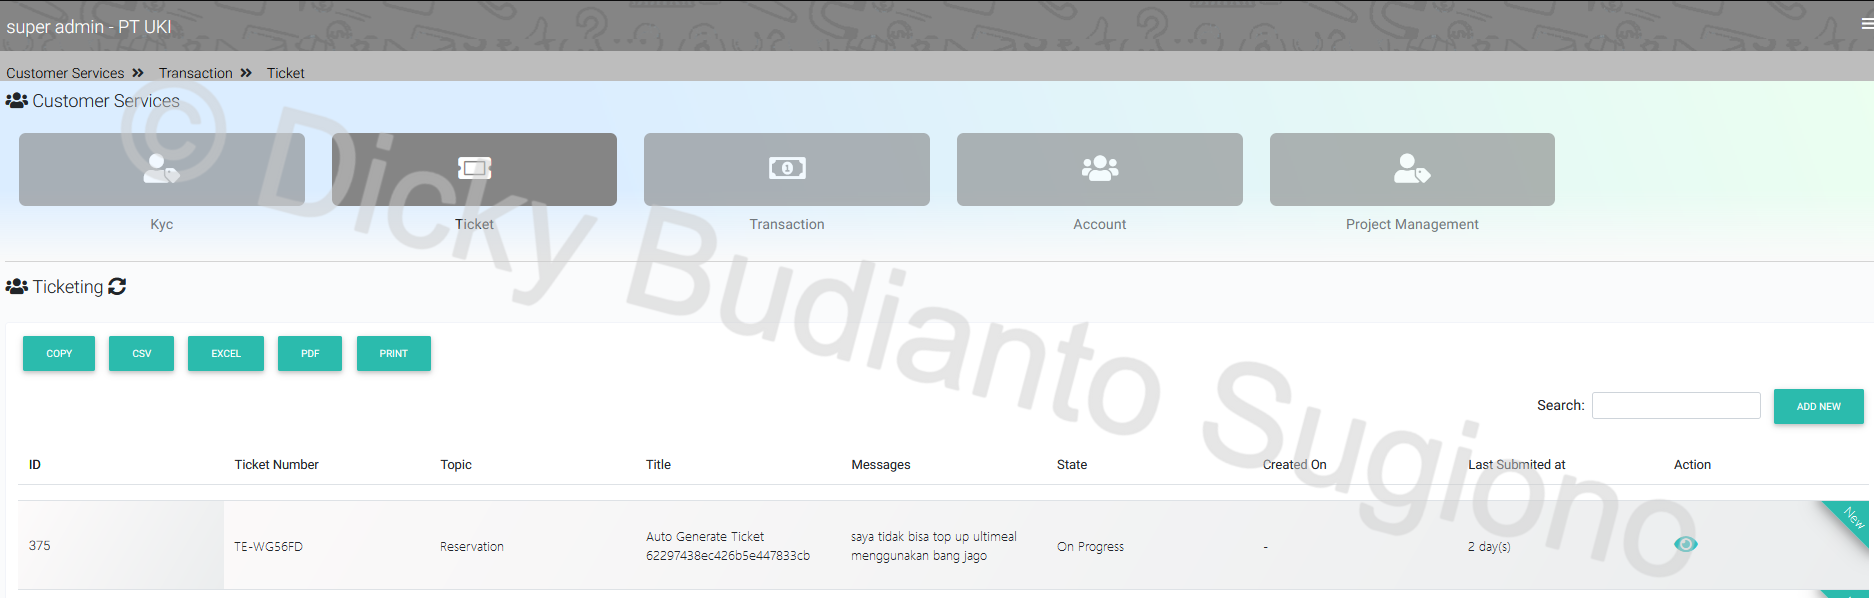 super admin - PT UKI
Customer Services » Transaction » Ticket
Customer Services
Kyc Ticket Transaction Account Project Management
Ticketing
COPY CSV EXCEL PDF PRINT
Search: ADD NEW
ID Ticket Number Topic Title Messages State Created On Last Submited at Action
New
375 TE-WG56FD Reservation Auto Generate Ticket saya tidak bisa top up ultimeal On Progress - 2 day(s)
62297438ec426b5e447833cb menggunakan bang jago
© Dicky Budianto Sugiono